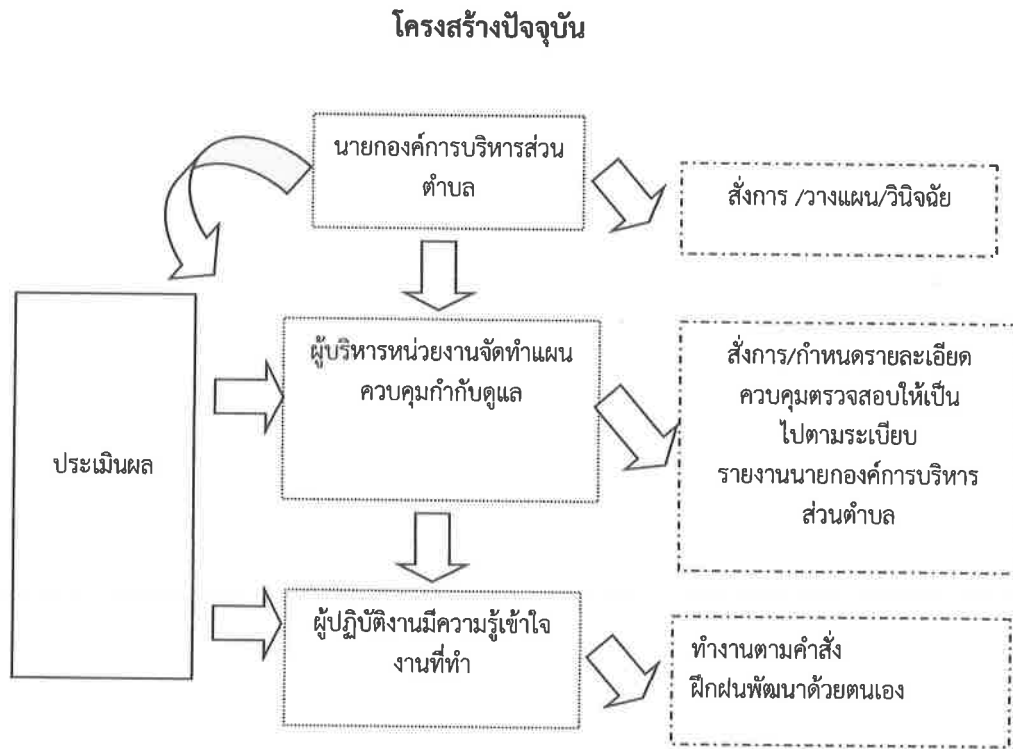 โครงสร้างปัจจุบัน
นายกองค์การบริหารส่วน
ตำบล
สั่งการ /วางแผน/วินิจฉัย
ผู้บริหารหน่วยงานจัดทำแผน
ควบคุมกำกับดูแล
สั่งการ/กำหนดรายละเอียด
ควบคุมตรวจสอบให้เป็น
ไปตามระเบียบ
รายงานนายกองค์การบริหาร
ส่วนตำบล
ประเมินผล
ผู้ปฏิบัติงานมีความรู้เข้าใจ
งานที่ทำ
ทำงานตามคำสั่ง
ฝึกฝนพัฒนาด้วยตนเอง